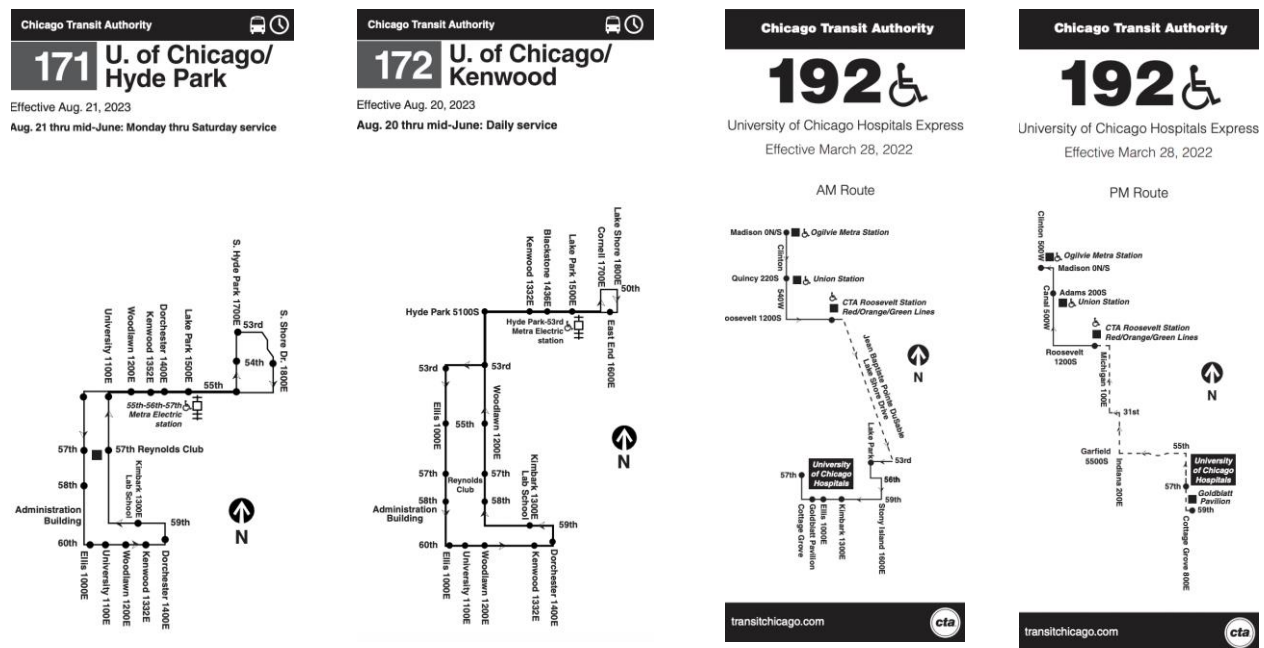 Chicago Transit Authority
171
U. of Chicago/
Hyde Park
Effective Aug. 21, 2023
Aug. 21 thru mid-June: Monday thru Saturday service
S. Hyde Park 1700E
53rd
S. Shore Dr. 1800E
54th
University 1100E
Woodlawn 1200E
Kenwood 1352E
Dorchester 1400E
Lake Park 1500E
55th
55th-56th-57th
Metra Electric
station
57th
57th Reynolds Club
58th
Kimbark 1300E
Lab School
Administration
Building
59th
60th
Ellis 1000E
University 1100E
Woodlawn 1200E
Kenwood 1332E
Dorchester 1400E
N
Chicago Transit Authority
172
U. of Chicago/
Kenwood
Effective Aug. 20, 2023
Aug. 20 thru mid-June: Daily service
Kenwood 1332E
Blackstone 1436E
Lake Park 1500E
Cornell 1700E
Lake Shore 1800E
50th
Hyde Park 5100S
Hyde Park-53rd
Metra Electric
station
East End 1600E
53rd
53rd
Ellis 1000E
Woodlawn 1200E
55th
57th
57th
Reynolds
Club
Kimbark 1300E
Lab School
58th
58th
Administration
Building
59th
60th
Ellis 1000E
University 1100E
Woodlawn 1200E
Kenwood 1332E
Dorchester 1400E
N
Chicago Transit Authority
192
University of Chicago Hospitals Express
Effective March 28, 2022
AM Route
Madison 0N/S
Ogilvie Metra Station
Clinton
Quincy 220S
Union Station
540W
CTA Roosevelt Station
Red/Orange/Green Lines
oosevelt 1200S
Jean Baptiste Pointe DuSable
Lake Shore Drive
N
Lake Park
53rd
University
of Chicago
Hospitals
57th
56th
59th
Cottage Grove
Goldblatt Pavilion
Ellis 1000E
Kimbark 1300E
Stony Island 1600E
transitchicago.com
cta
Chicago Transit Authority
192
University of Chicago Hospitals Express
Effective March 28, 2022
PM Route
Clinton 500W
Ogilvie Metra Station
Madison 0N/S
Canal 500W
Adams 200S
Union Station
CTA Roosevelt Station
Red/Orange/Green Lines
Roosevelt
1200S
Michigan 100E
N
31st
Garfield
5500S
55th
Indiana 200E
University
of Chicago
Hospitals
57th
Goldblatt
Pavilion
59th
Cottage Grove 800E
transitchicago.com
cta